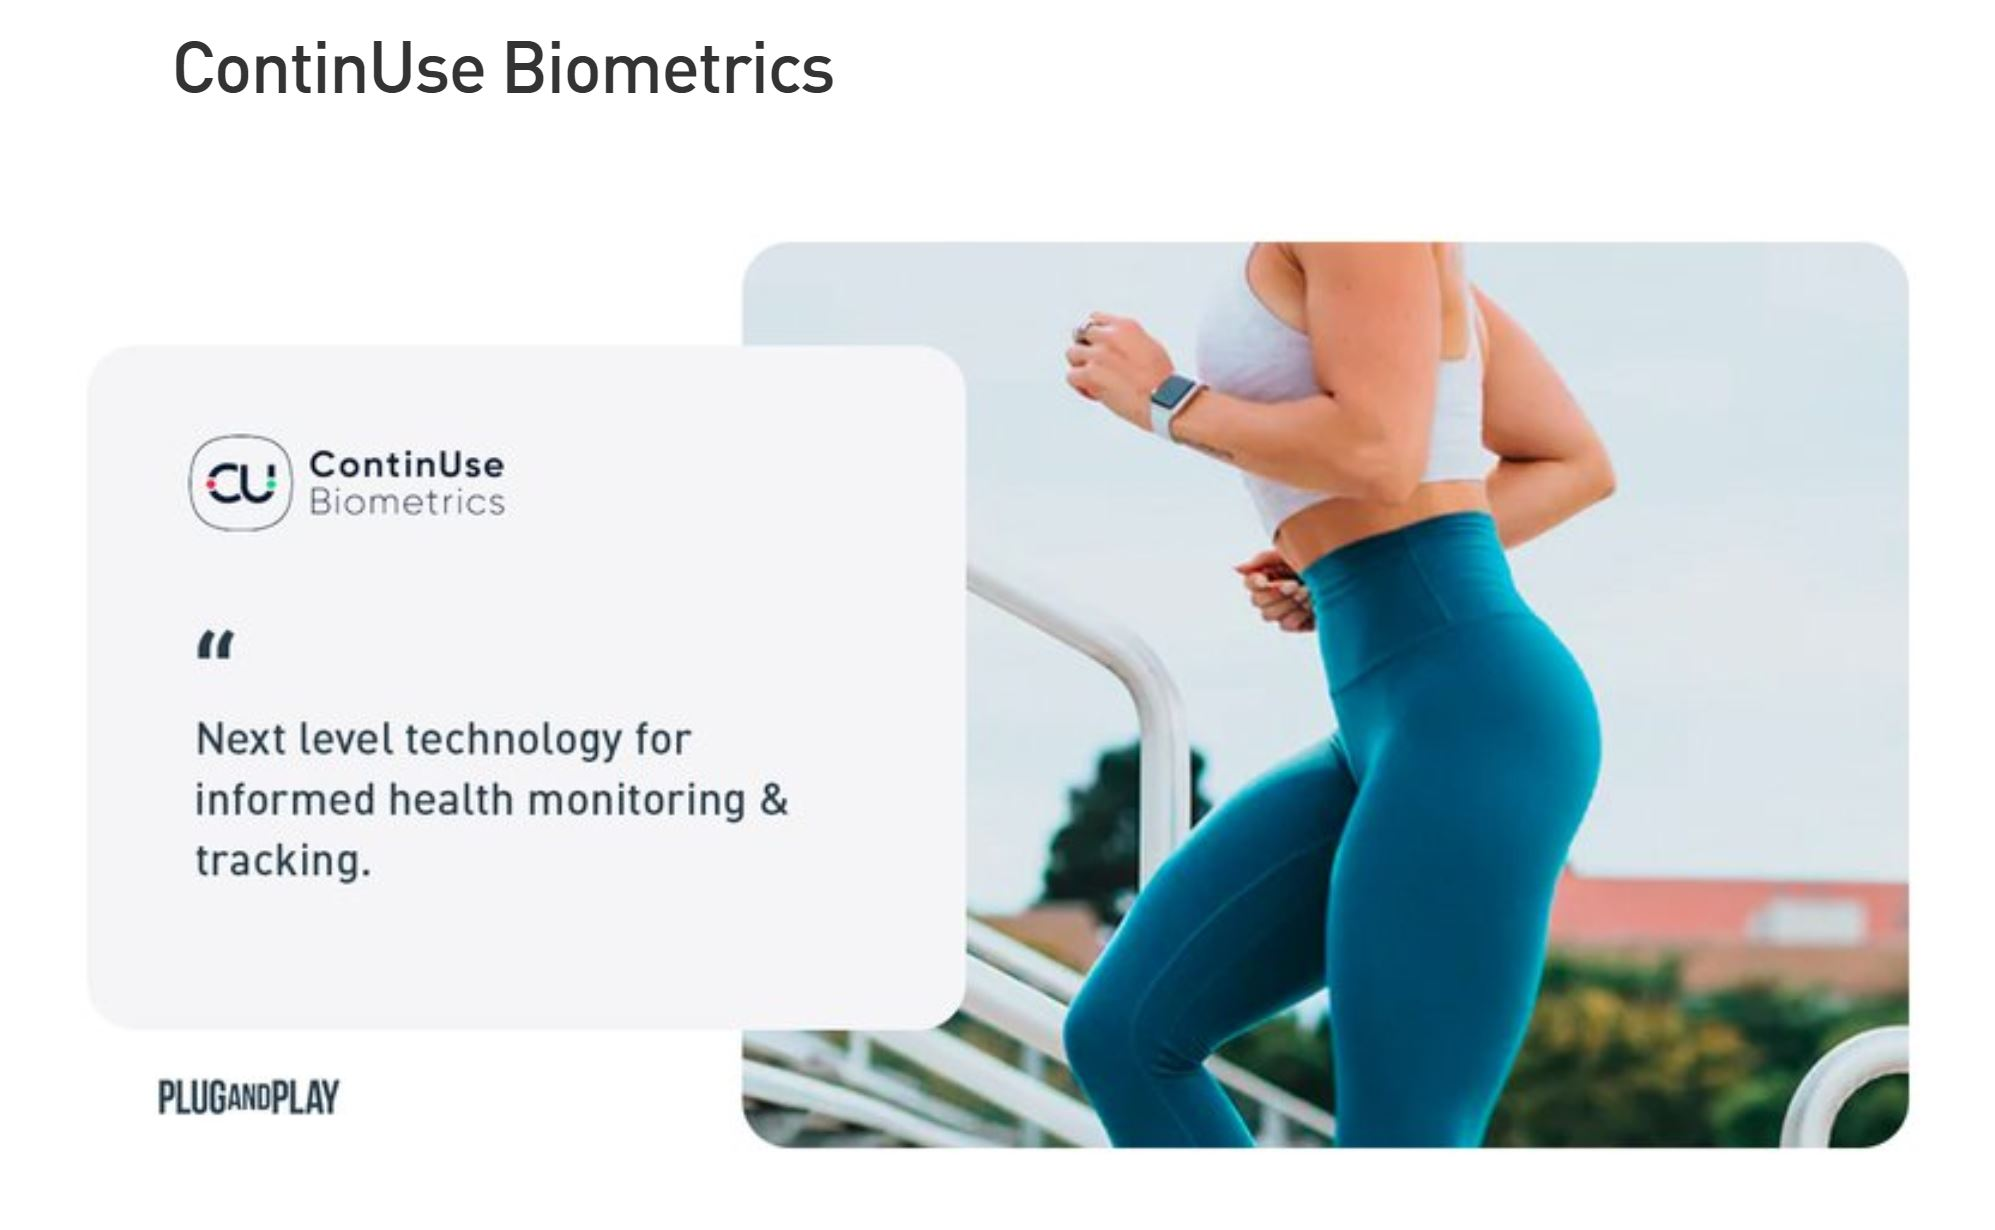 ContinUse Biometrics
CU
ContinUse
Biometrics
“
Next level technology for
informed health monitoring &
tracking.
PLUGANDPLAY